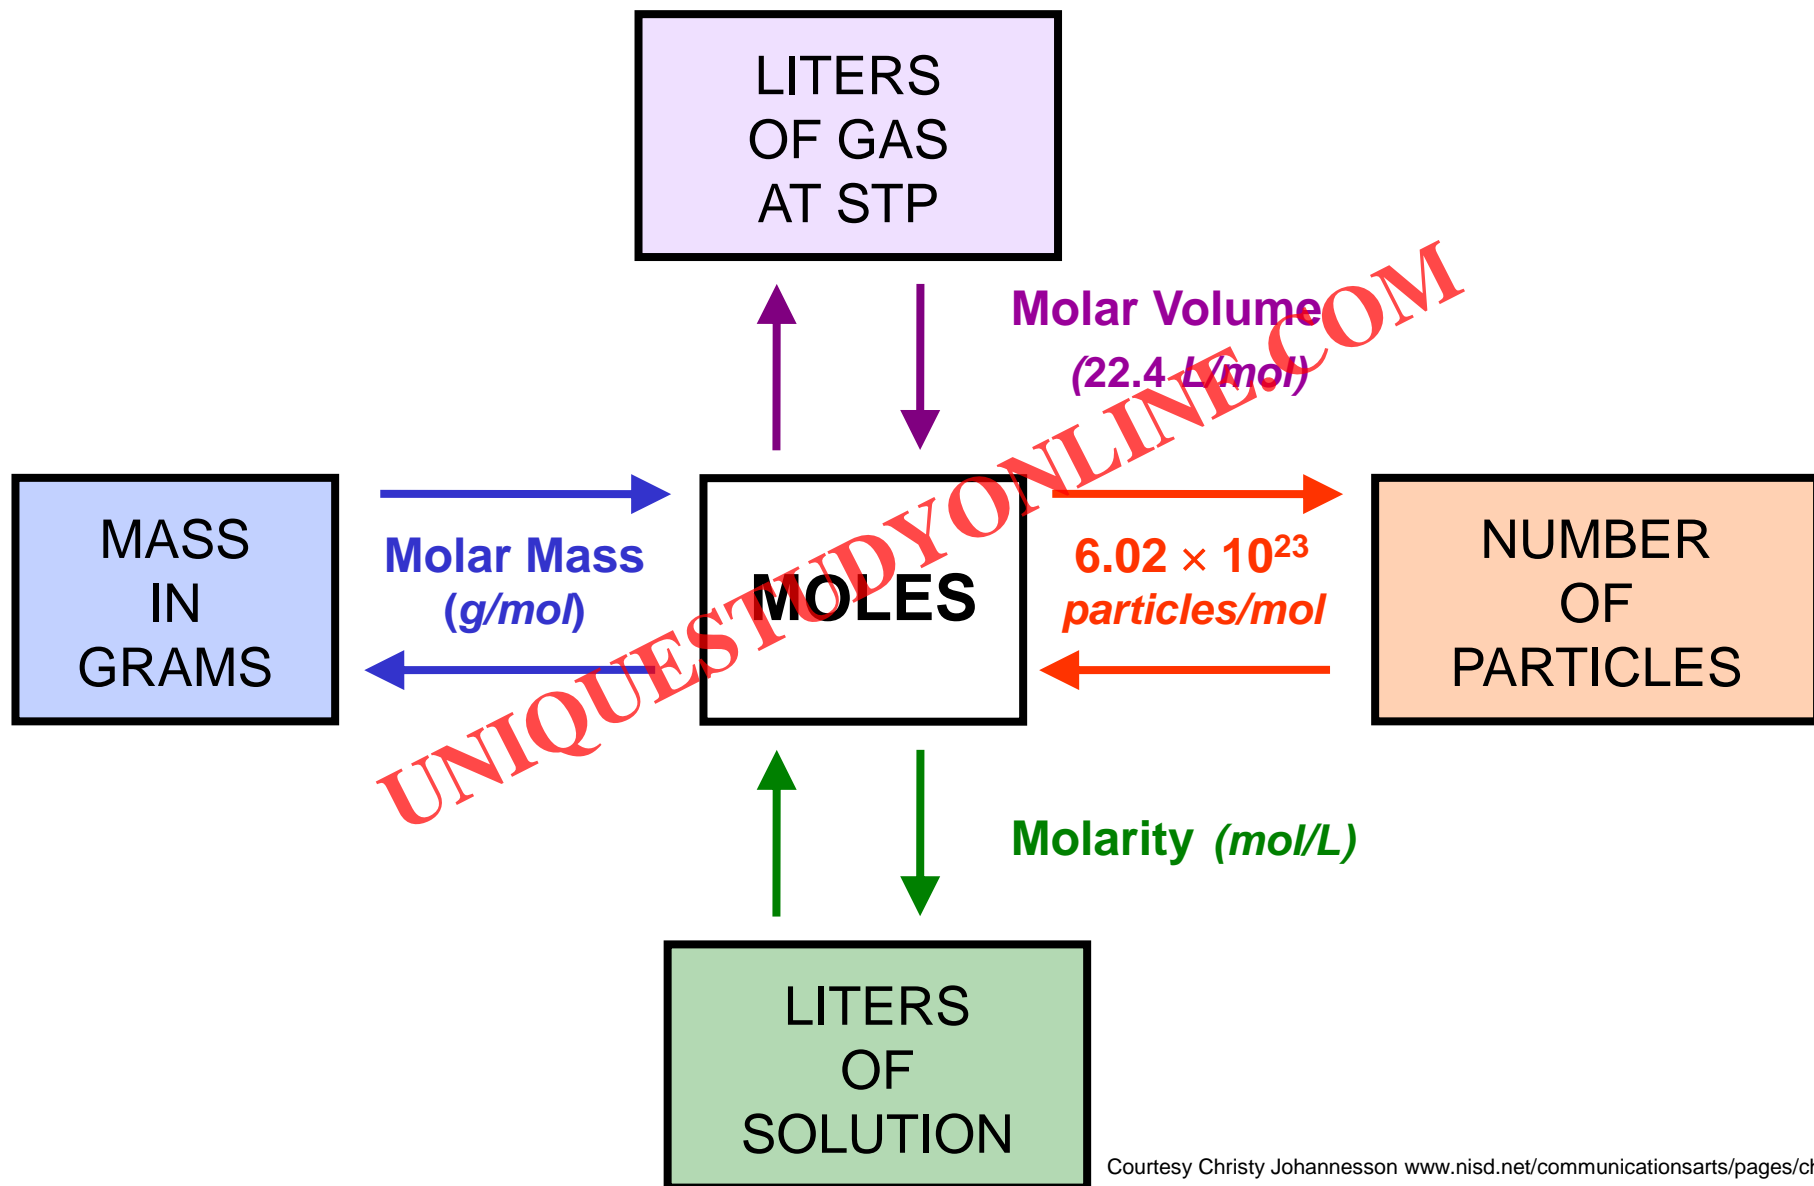 LITERS
OF GAS
AT STP
Molar Volume
(22.4 L/mol)
MASS
IN
GRAMS
Molar Mass
(g/mol)
MOLES
6.02 × 10²³
particles/mol
NUMBER
OF
PARTICLES
UNIQUESTUDYONLINE.COM
Molarity (mol/L)
LITERS
OF
SOLUTION
Courtesy Christy Johannesson www.nisd.net/communicationsarts/pages/ch